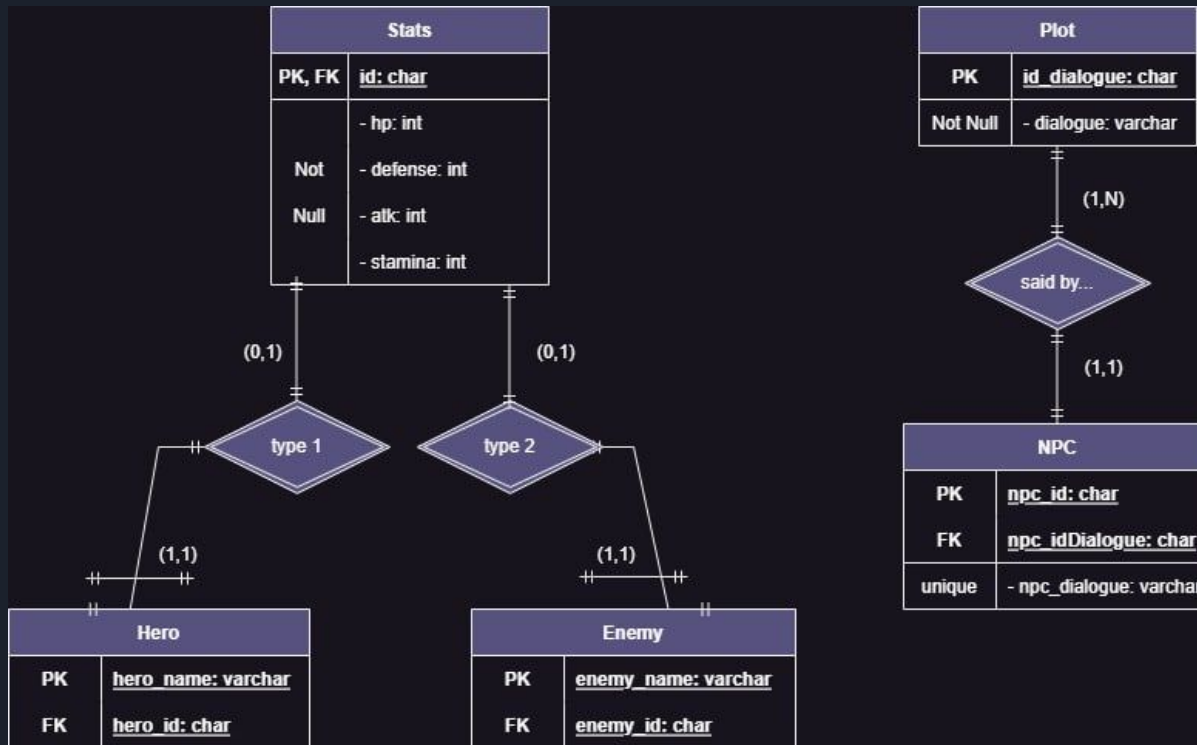 Stats
PK, FK id: char
- hp: int
Not - defense: int
Null - atk: int
- stamina: int
Plot
PK id_dialogue: char
Not Null - dialogue: varchar
(1,N)
said by...
(1,1)
(0,1)
(0,1)
type 1
type 2
(1,1)
(1,1)
NPC
PK npc_id: char
FK npc_idDialogue: char
unique - npc_dialogue: varchar
Hero
PK hero_name: varchar
FK hero_id: char
Enemy
PK enemy_name: varchar
FK enemy_id: char